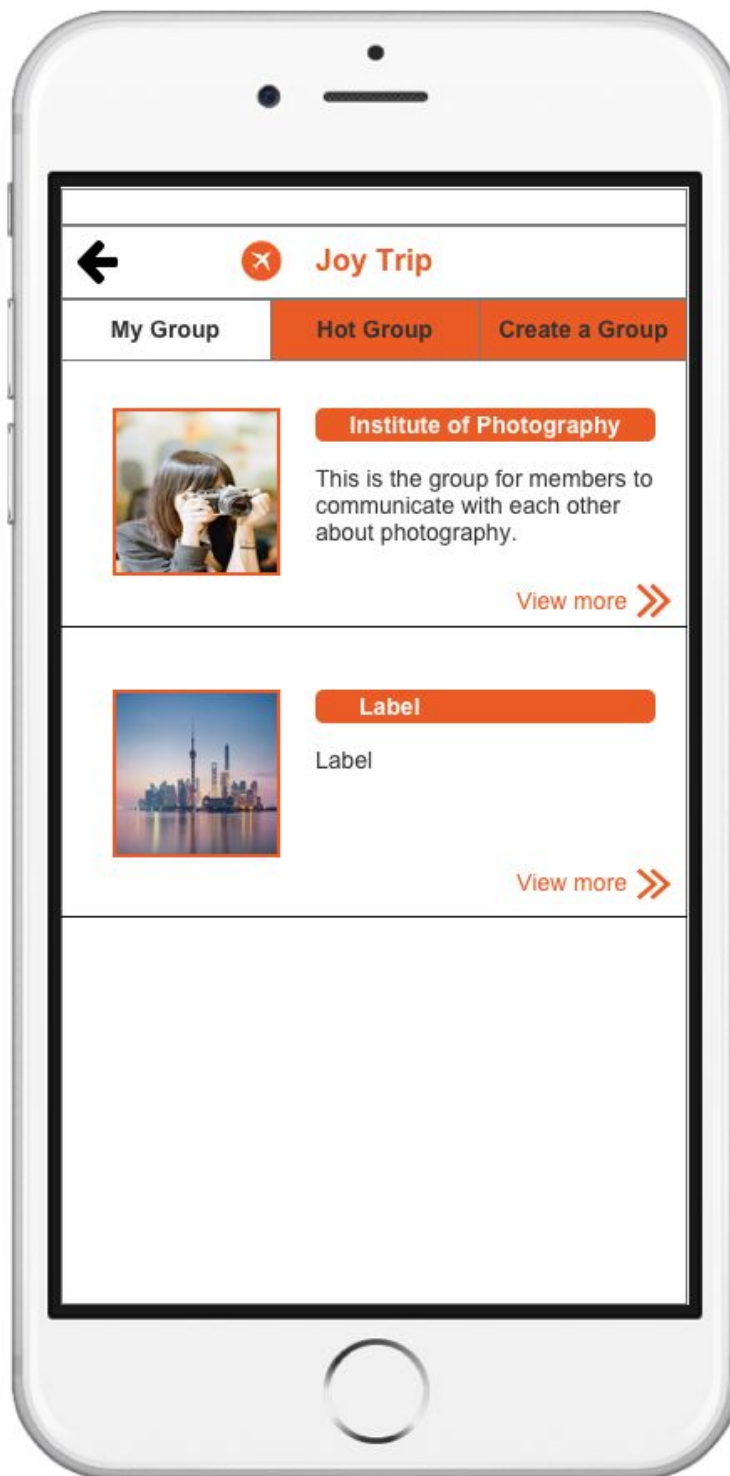 Joy Trip
My Group Hot Group Create a Group
Institute of Photography
This is the group for members to
communicate with each other
about photography.
View more
Label
Label
View more